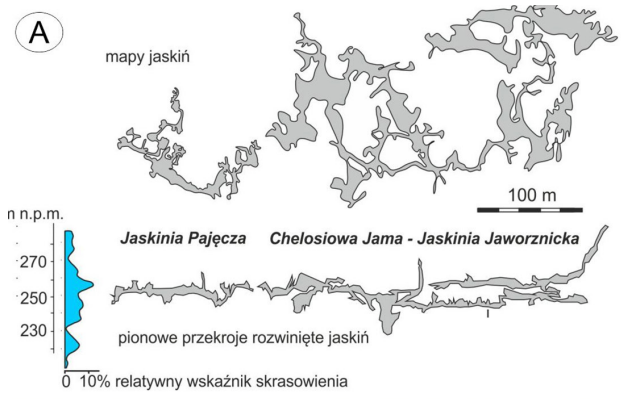 A
mapy jaskiń
100 m
n n.p.m.
Jaskinia Pajęcza
Chelosiowa Jama - Jaskinia Jaworznicka
270
250
230
pionowe przekroje rozwinięte jaskiń
0 10% relatywny wskaźnik skrasowienia